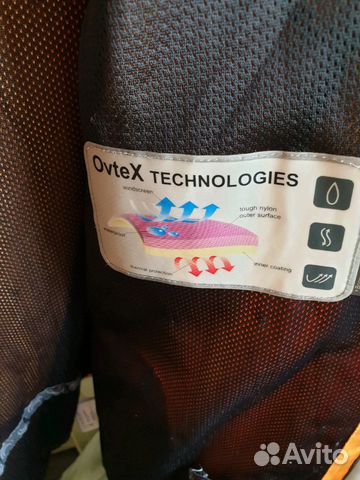 OvteX TECHNOLOGIES
windscreen
tough nylon
outer surface
waterproof
thermal protection
inner coating
Avito